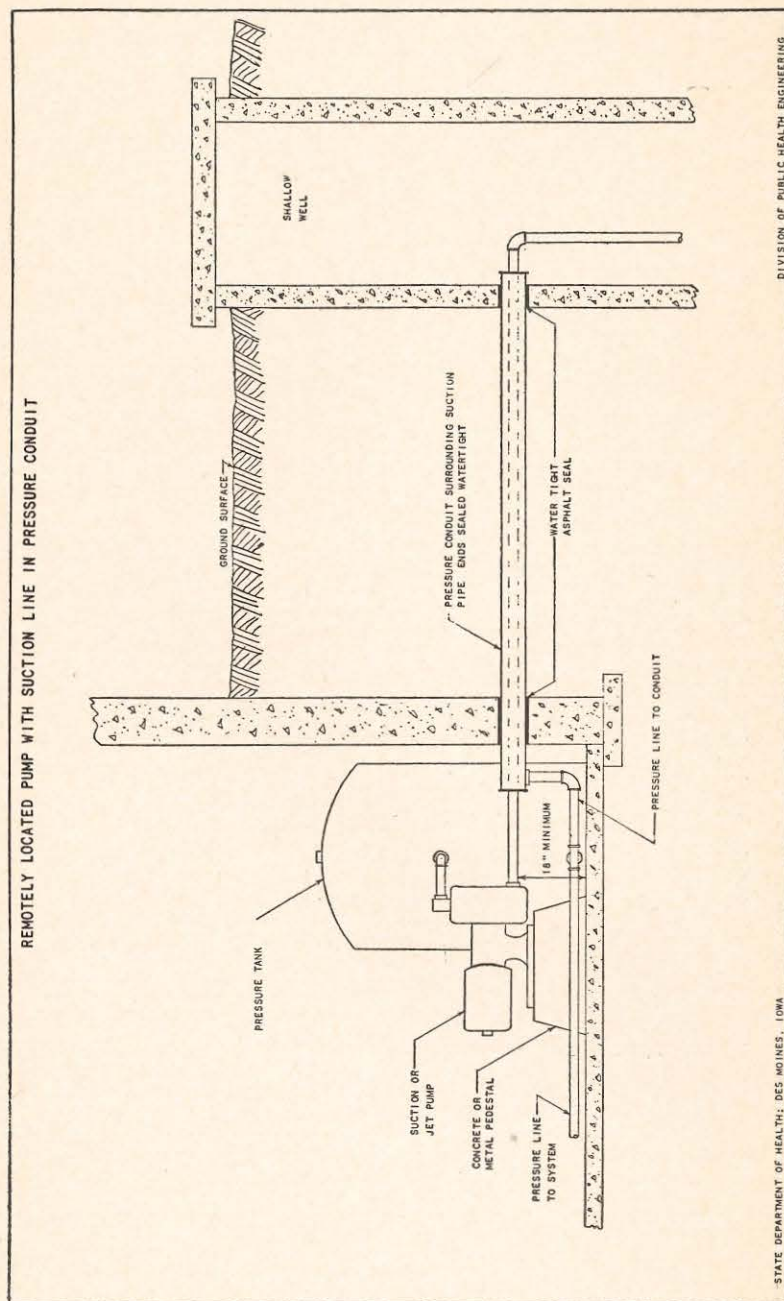 REMOTELY LOCATED PUMP WITH SUCTION LINE IN PRESSURE CONDUIT
SHALLOW
WELL
GROUND SURFACE
PRESSURE TANK
PRESSURE CONDUIT SURROUNDING SUCTION
PIPE ENDS SEALED WATERTIGHT
SUCTION OR
JET PUMP
CONCRETE OR
METAL PEDESTAL
18" MINIMUM
WATER TIGHT
ASPHALT SEAL
PRESSURE LINE
TO SYSTEM
PRESSURE LINE TO CONDUIT
STATE DEPARTMENT OF HEALTH; DES MOINES, IOWA
DIVISION OF PUBLIC HEALTH ENGINEERING